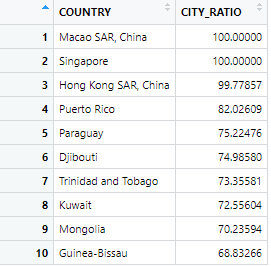 COUNTRY CITY_RATIO
1 Macao SAR, China 100.00000
2 Singapore 100.00000
3 Hong Kong SAR, China 99.77857
4 Puerto Rico 82.02609
5 Paraguay 75.22476
6 Djibouti 74.98580
7 Trinidad and Tobago 73.35581
8 Kuwait 72.55604
9 Mongolia 70.23594
10 Guinea-Bissau 68.83266